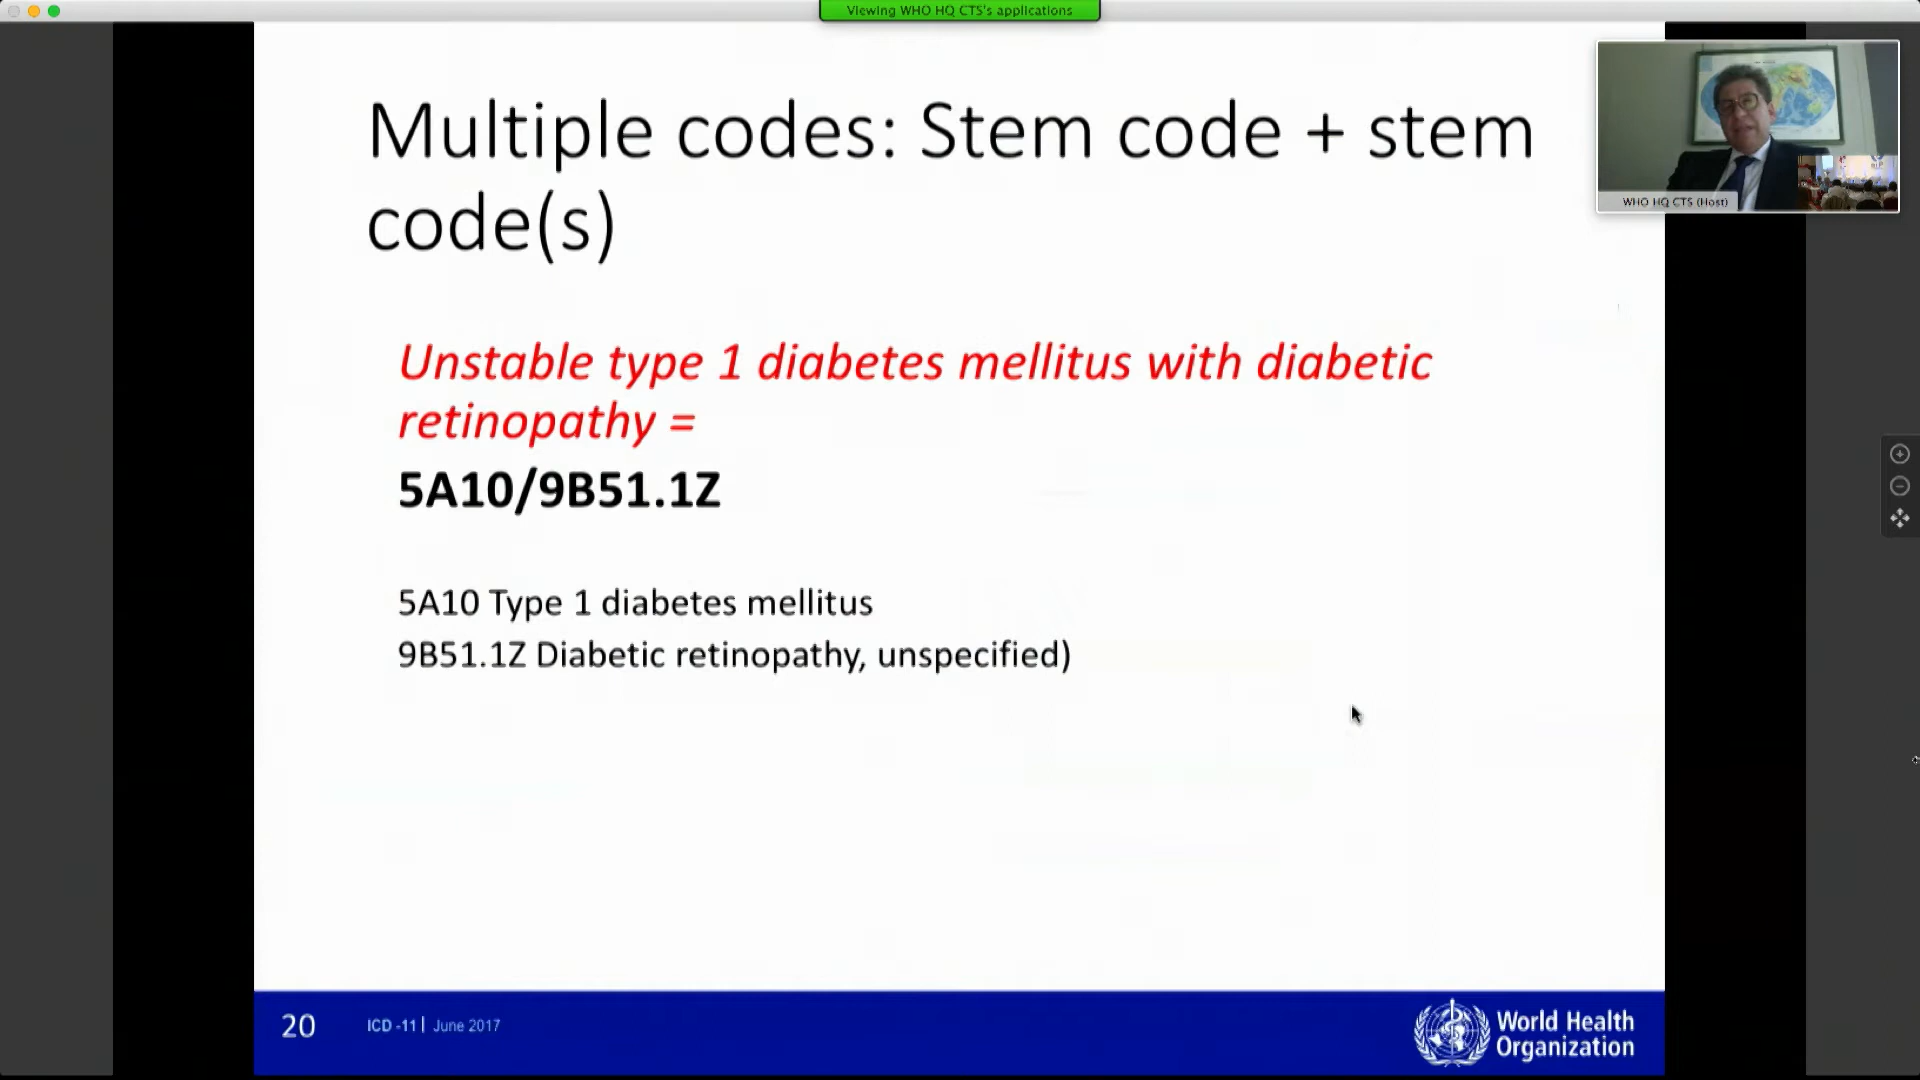 Viewing WHO HQ CTS's applications
Multiple codes: Stem code + stem
code(s)
WHO HQ CTS (Host)
Unstable type 1 diabetes mellitus with diabetic
retinopathy =
5A10/9B51.1Z
5A10 Type 1 diabetes mellitus
9B51.1Z Diabetic retinopathy, unspecified)
20
ICD -11 | June 2017
World Health
Organization